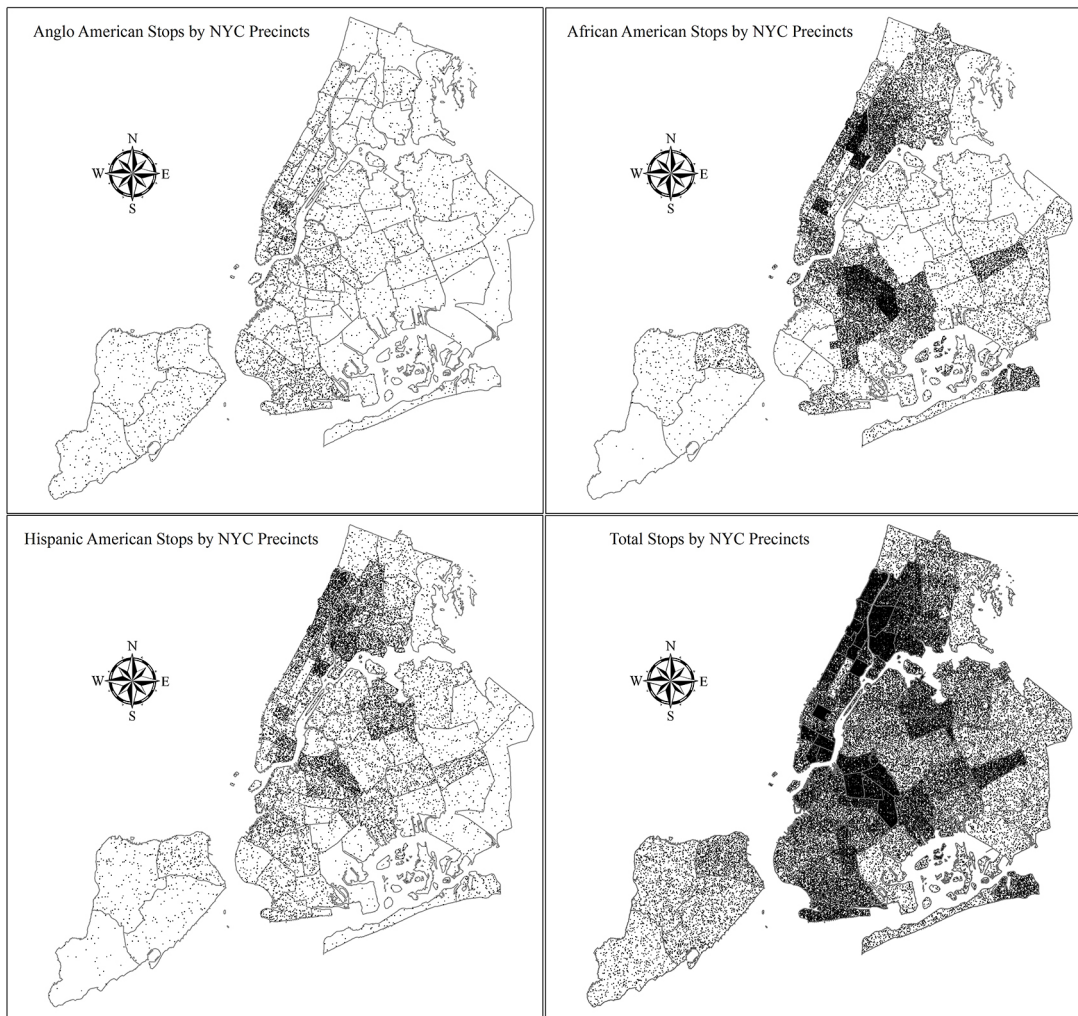 Anglo American Stops by NYC Precincts
N
W
E
S
African American Stops by NYC Precincts
N
W
E
S
Hispanic American Stops by NYC Precincts
N
W
E
S
Total Stops by NYC Precincts
N
W
E
S